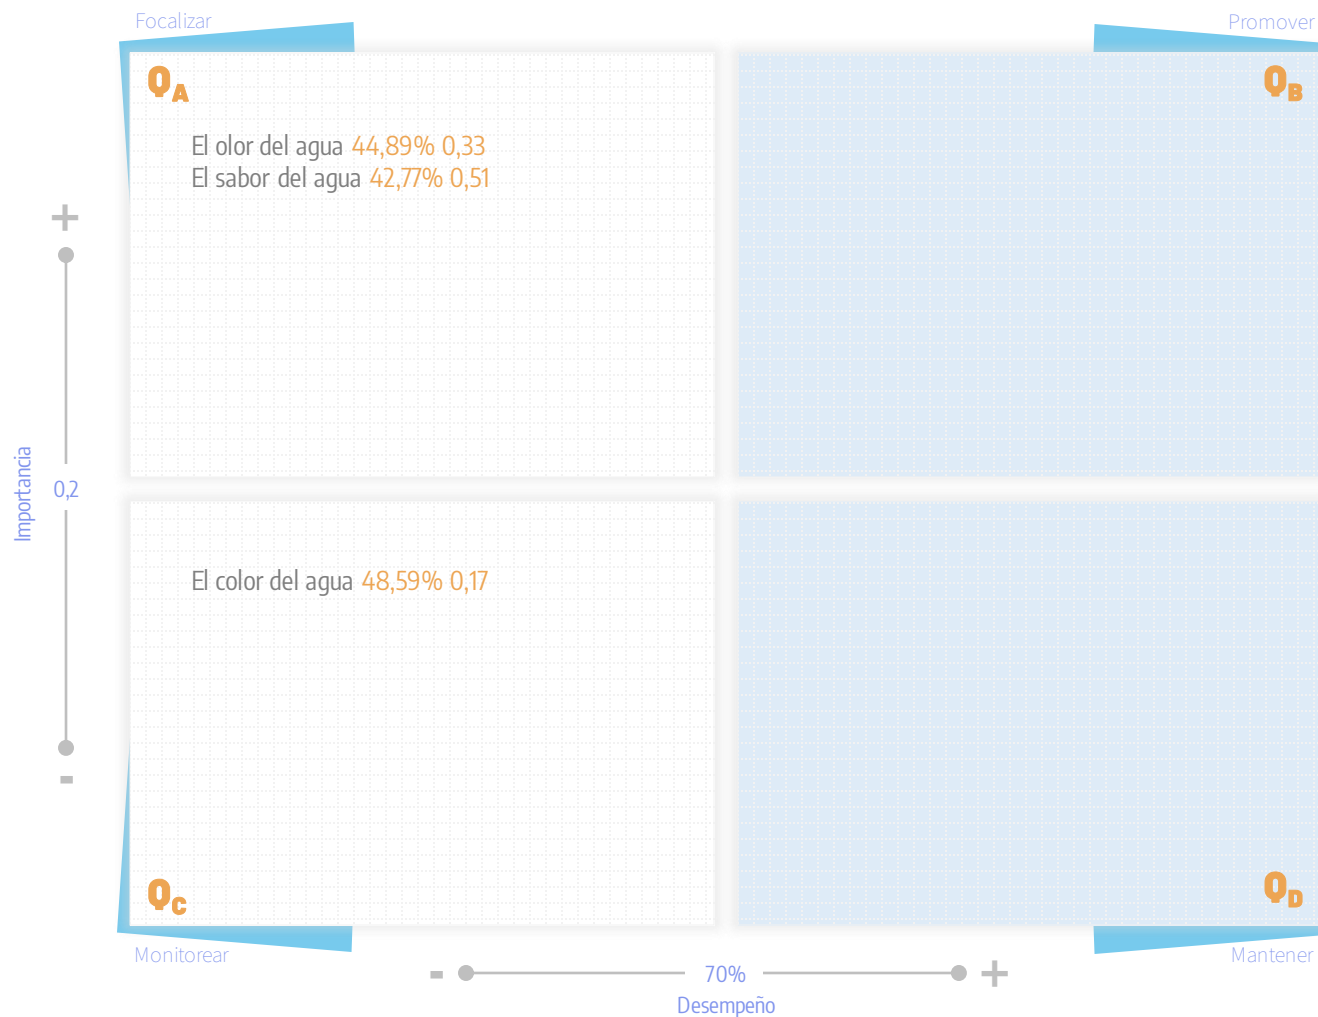 Focalizar
Promover
QA
QB
El olor del agua 44,89% 0,33
El sabor del agua 42,77% 0,51
+
Importancia
0,2
El color del agua 48,59% 0,17
-
QC
QD
Monitorear
Mantener
- 70% +
Desempeño